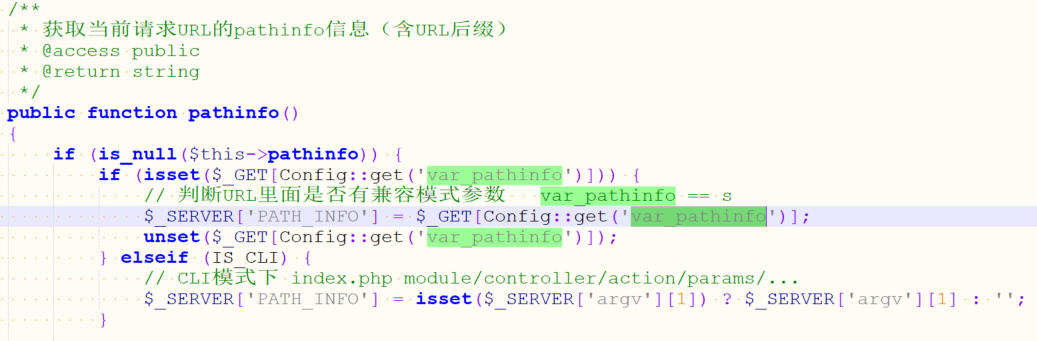 /**
 * 获取当前请求URL的pathinfo信息（含URL后缀）
 * @access public
 * @return string
 */
public function pathinfo()
{
    if (is_null($this->pathinfo)) {
        if (isset($_GET[Config::get('var_pathinfo')])) {
            // 判断URL里面是否有兼容模式参数   var_pathinfo == s
            $_SERVER['PATH_INFO'] = $_GET[Config::get('var_pathinfo')];
            unset($_GET[Config::get('var_pathinfo')]);
        } elseif (IS_CLI) {
            // CLI模式下 index.php module/controller/action/params/...
            $_SERVER['PATH_INFO'] = isset($_SERVER['argv'][1]) ? $_SERVER['argv'][1] : '';
        }